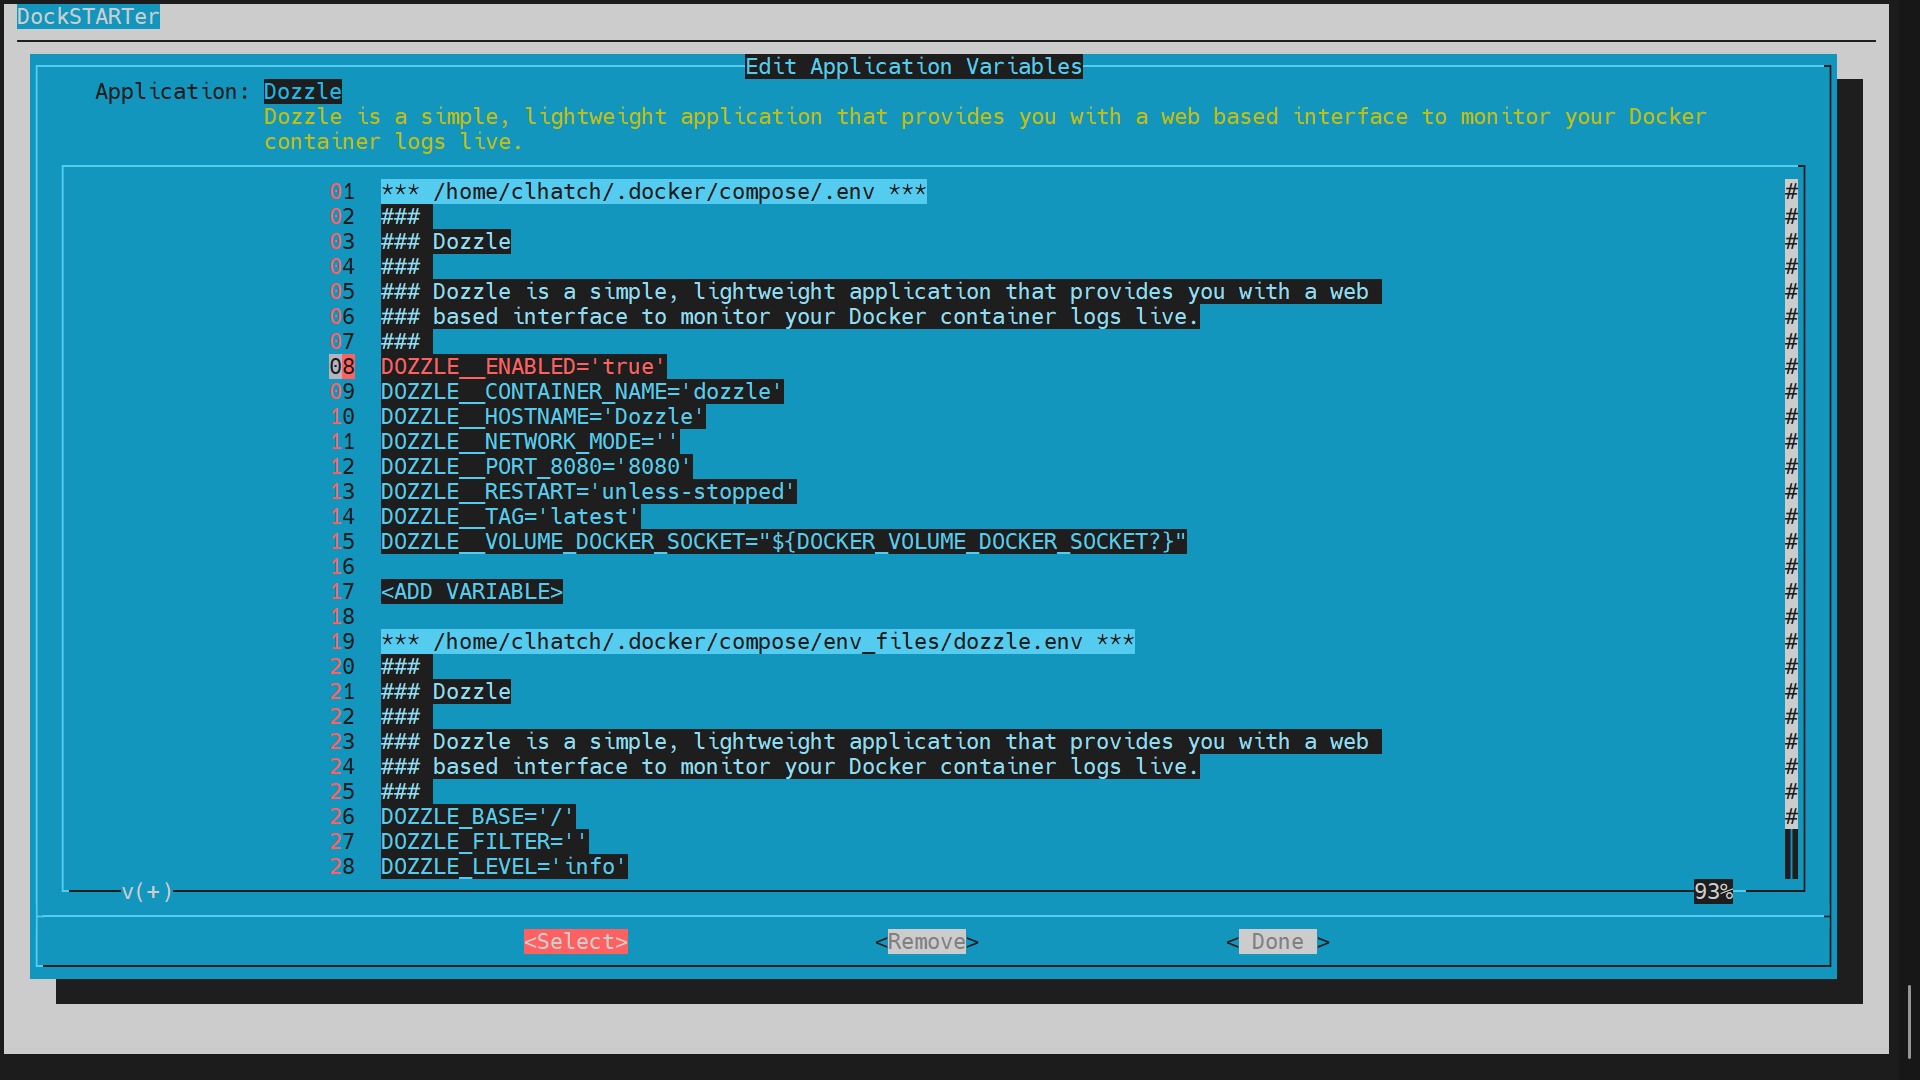 DockSTARTer
Edit Application Variables
Application: Dozzle
Dozzle is a simple, lightweight application that provides you with a web based interface to monitor your Docker
container logs live.
01 *** /home/clhatch/.docker/compose/.env *** #
02 ### #
03 ### Dozzle #
04 ### #
05 ### Dozzle is a simple, lightweight application that provides you with a web #
06 ### based interface to monitor your Docker container logs live. #
07 ### #
08 DOZZLE__ENABLED='true' #
09 DOZZLE__CONTAINER_NAME='dozzle' #
10 DOZZLE__HOSTNAME='Dozzle' #
11 DOZZLE__NETWORK_MODE='' #
12 DOZZLE__PORT_8080='8080' #
13 DOZZLE__RESTART='unless-stopped' #
14 DOZZLE__TAG='latest' #
15 DOZZLE__VOLUME_DOCKER_SOCKET="${DOCKER_VOLUME_DOCKER_SOCKET?}" #
16 #
17 <ADD VARIABLE> #
18 #
19 *** /home/clhatch/.docker/compose/env_files/dozzle.env *** #
20 ### #
21 ### Dozzle #
22 ### #
23 ### Dozzle is a simple, lightweight application that provides you with a web #
24 ### based interface to monitor your Docker container logs live. #
25 ### #
26 DOZZLE_BASE='/' #
27 DOZZLE_FILTER=''
28 DOZZLE_LEVEL='info'
v(+) 93%
<Select> <Remove> < Done >